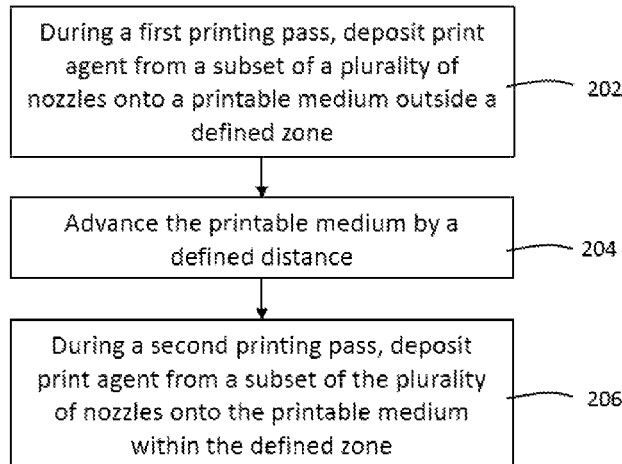 During a first printing pass, deposit print
agent from a subset of a plurality of
nozzles onto a printable medium outside a
defined zone
202
Advance the printable medium by a
defined distance
204
During a second printing pass, deposit
print agent from a subset of the plurality
of nozzles onto the printable medium
within the defined zone
206